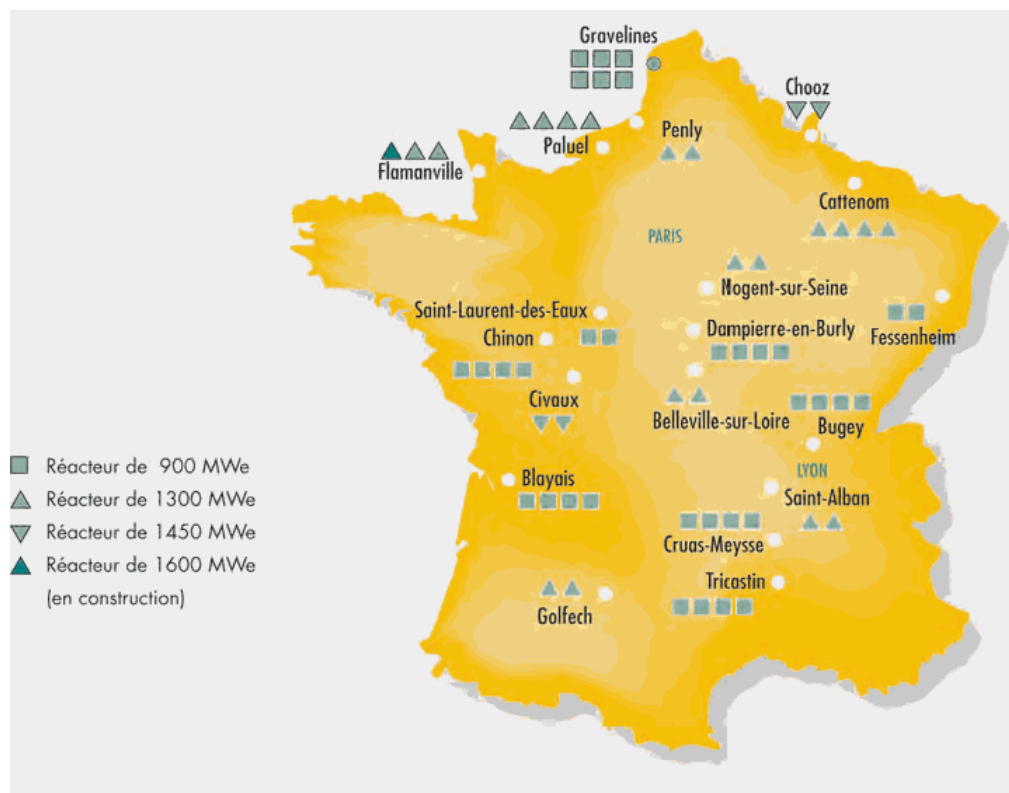 Gravelines
Chooz
Penly
Paluel
Flamanville
Cattenom
PARIS
Nogent-sur-Seine
Saint-Laurent-des-Eaux
Dampierre-en-Burly
Chinon
Fessenheim
Civaux
Belleville-sur-Loire
Bugey
LYON
Blayais
Saint-Alban
Cruas-Meysse
Tricastin
Golfech
Réacteur de 900 MWe
Réacteur de 1300 MWe
Réacteur de 1450 MWe
Réacteur de 1600 MWe
(en construction)